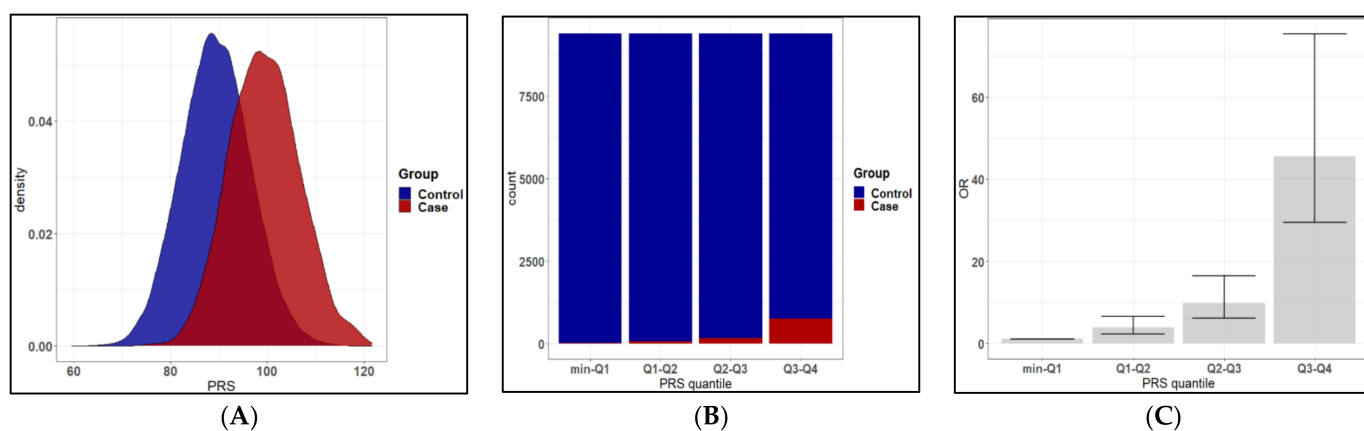 0.04
0.02
0.00
density
60
80
100
120
PRS
Group
Control
Case
(A)
7500
5000
2500
0
count
min-Q1
Q1-Q2
Q2-Q3
Q3-Q4
PRS quantile
Group
Control
Case
(B)
60
40
20
0
OR
min-Q1
Q1-Q2
Q2-Q3
Q3-Q4
PRS quantile
(C)